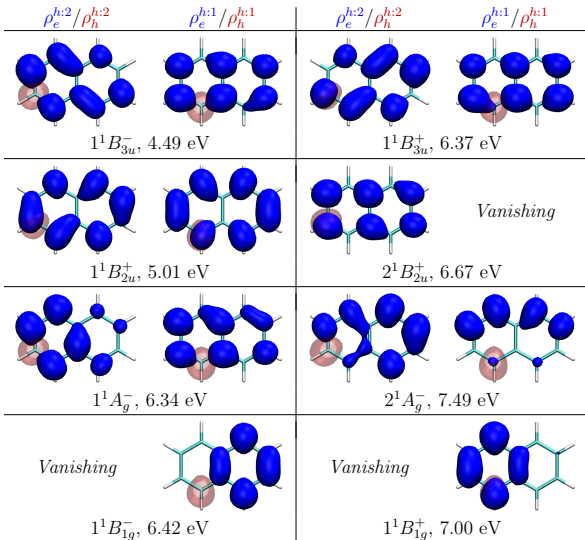 ρ_e^{h:2}/ρ_h^{h:2} ρ_e^{h:1}/ρ_h^{h:1} ρ_e^{h:2}/ρ_h^{h:2} ρ_e^{h:1}/ρ_h^{h:1}
1^1B_{3u}^-, 4.49 eV 1^1B_{3u}^+, 6.37 eV
Vanishing
1^1B_{2u}^+, 5.01 eV 2^1B_{2u}^+, 6.67 eV
1^1A_g^-, 6.34 eV 2^1A_g^-, 7.49 eV
Vanishing Vanishing
1^1B_{1g}^-, 6.42 eV 1^1B_{1g}^+, 7.00 eV